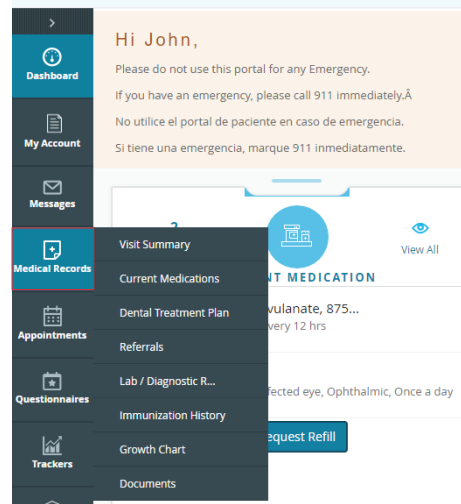 Dashboard
My Account
Messages
Medical Records
Appointments
Questionnaires
Trackers
Hi John,
Please do not use this portal for any Emergency.
If you have an emergency, please call 911 immediately.Â
No utilice el portal de paciente en caso de emergencia.
Si tiene una emergencia, marque 911 inmediatamente.
View All
Visit Summary
Current Medications
Dental Treatment Plan
Referrals
Lab / Diagnostic R...
Immunization History
Growth Chart
Documents
NT MEDICATION
vulanate, 875...
very 12 hrs
fected eye, Ophthalmic, Once a day
equest Refill